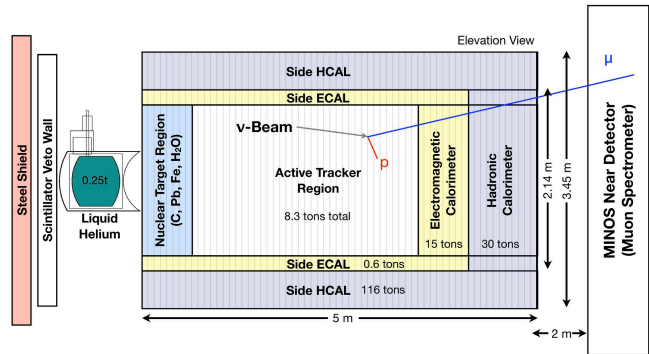 Elevation View
Steel Shield
Scintillator Veto Wall
0.25t
Liquid
Helium
Nuclear Target Region
(C, Pb, Fe, H₂O)
Side HCAL
Side ECAL
ν-Beam
p
μ
Active Tracker
Region
8.3 tons total
Electromagnetic
Calorimeter
15 tons
Hadronic
Calorimeter
30 tons
Side ECAL 0.6 tons
Side HCAL 116 tons
2.14 m
3.45 m
5 m
2 m
MINOS Near Detector
(Muon Spectrometer)